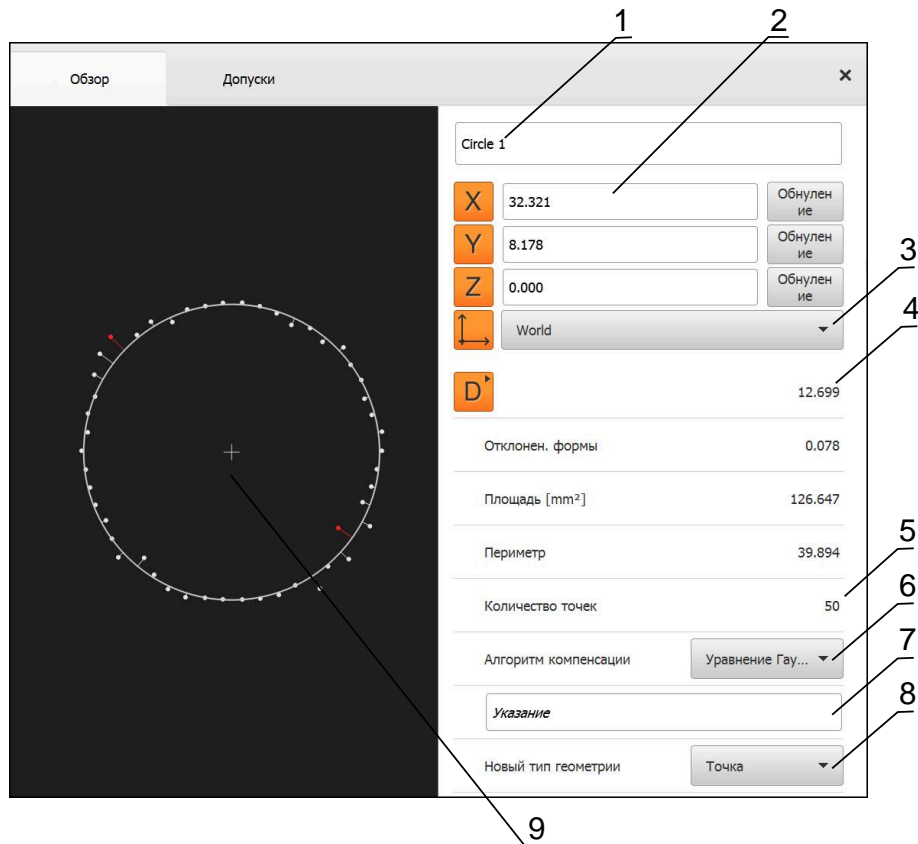 1
2
Обзор
Допуски
×
Circle 1
X
32.321
Обнулен
ие
Y
8.178
Обнулен
ие
Z
0.000
Обнулен
ие
3
World
4
D
12.699
Отклонен. формы
0.078
Площадь [mm²]
126.647
5
Периметр
39.894
Количество точек
50
6
Алгоритм компенсации
Уравнение Гау...
7
Указание
8
Новый тип геометрии
Точка
9